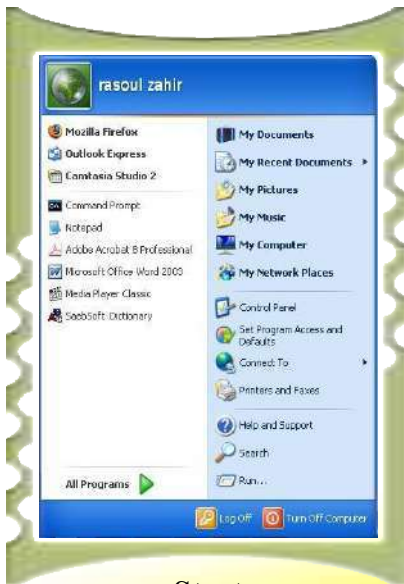 rasoul zahir
Mozilla Firefox
Outlook Express
Camtasia Studio 2
Command Prompt
Notepad
Adobe Acrobat 8 Professional
Microsoft Office Word 2003
Media Player Classic
SaebSoft Dictionary
All Programs
My Documents
My Recent Documents
My Pictures
My Music
My Computer
My Network Places
Control Panel
Set Program Access and
Defaults
Connect To
Printers and Faxes
Help and Support
Search
Run...
Log Off
Turn Off Computer